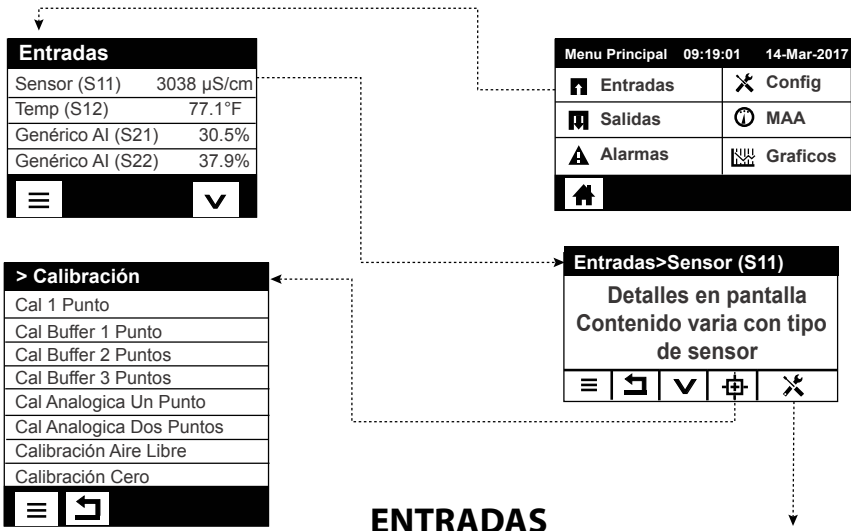 Entradas
Sensor (S11) 3038 µS/cm
Temp (S12) 77.1°F
Genérico AI (S21) 30.5%
Genérico AI (S22) 37.9%
Menu Principal 09:19:01 14-Mar-2017
Entradas Config
Salidas MAA
Alarmas Graficos
> Calibración
Cal 1 Punto
Cal Buffer 1 Punto
Cal Buffer 2 Puntos
Cal Buffer 3 Puntos
Cal Analogica Un Punto
Cal Analogica Dos Puntos
Calibración Aire Libre
Calibración Cero
Entradas>Sensor (S11)
Detalles en pantalla
Contenido varia con tipo
de sensor
ENTRADAS